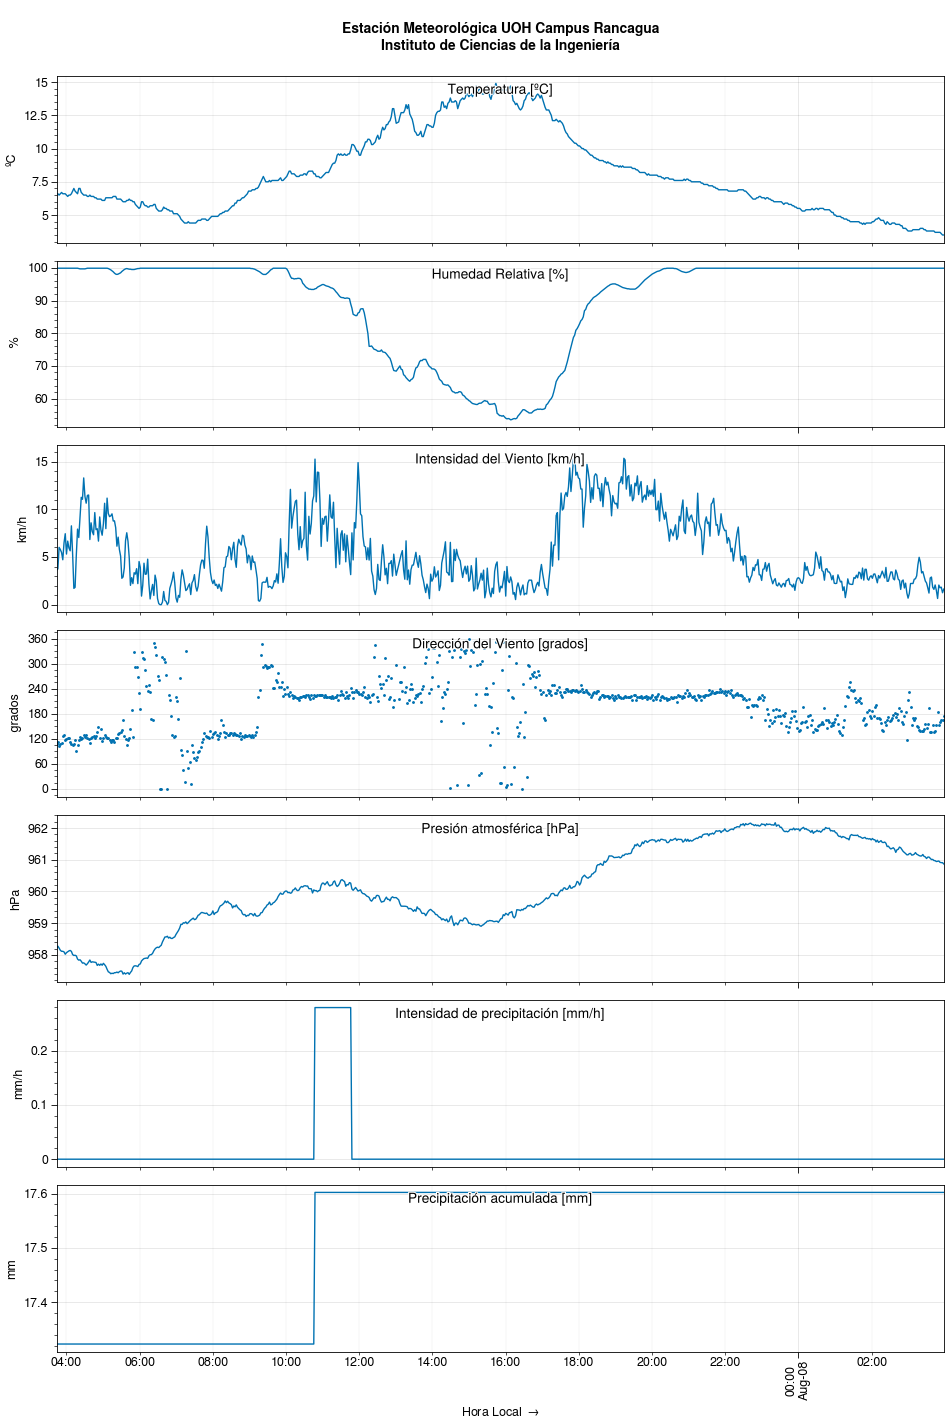 Estación Meteorológica UOH Campus Rancagua
Instituto de Ciencias de la Ingeniería
Temperatura [ºC]
ºC
15
12.5
10
7.5
5
Humedad Relativa [%]
%
100
90
80
70
60
Intensidad del Viento [km/h]
km/h
15
10
5
0
Dirección del Viento [grados]
grados
360
300
240
180
120
60
0
Presión atmosférica [hPa]
hPa
962
961
960
959
958
Intensidad de precipitación [mm/h]
mm/h
0.2
0.1
0
Precipitación acumulada [mm]
mm
17.6
17.5
17.4
04:00 06:00 08:00 10:00 12:00 14:00 16:00 18:00 20:00 22:00 00:00 02:00
Aug-08
Hora Local →